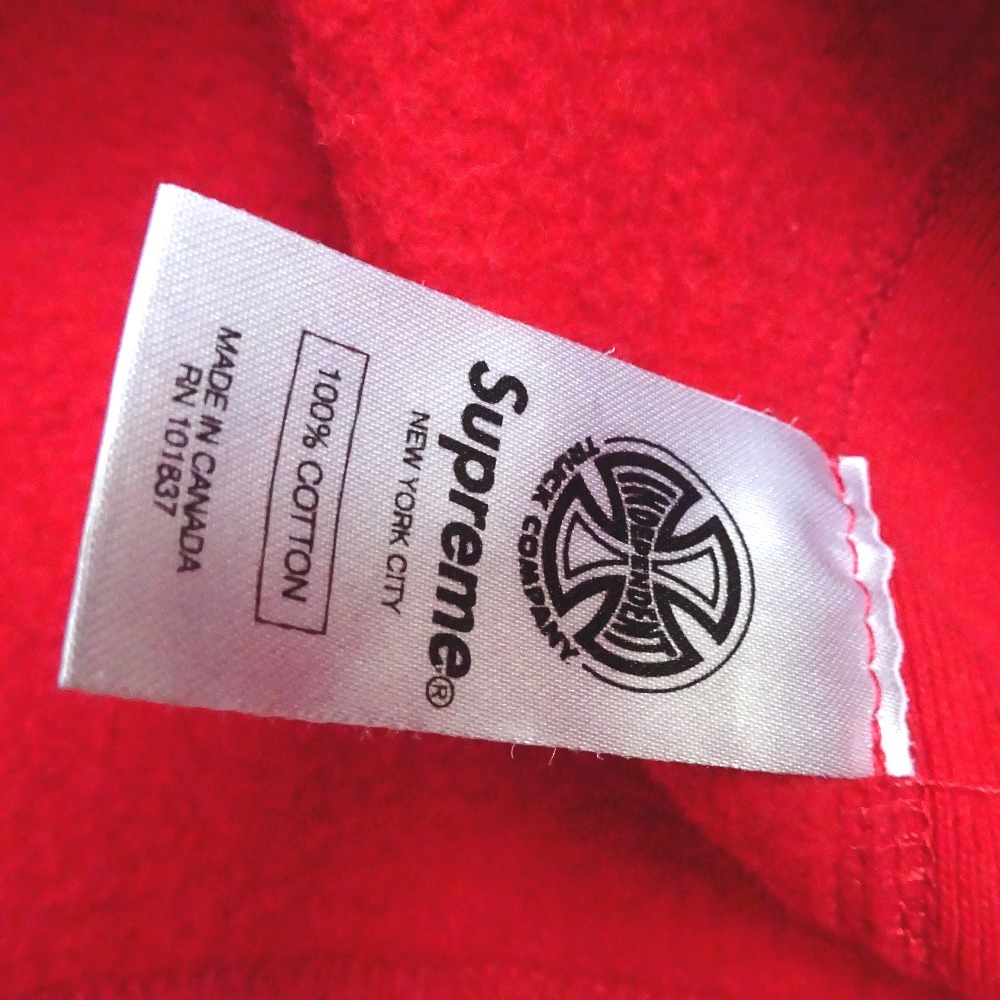 INDEPENDENT
TRUCK COMPANY
Supreme®
NEW YORK CITY
100% COTTON
MADE IN CANADA
RN 101837